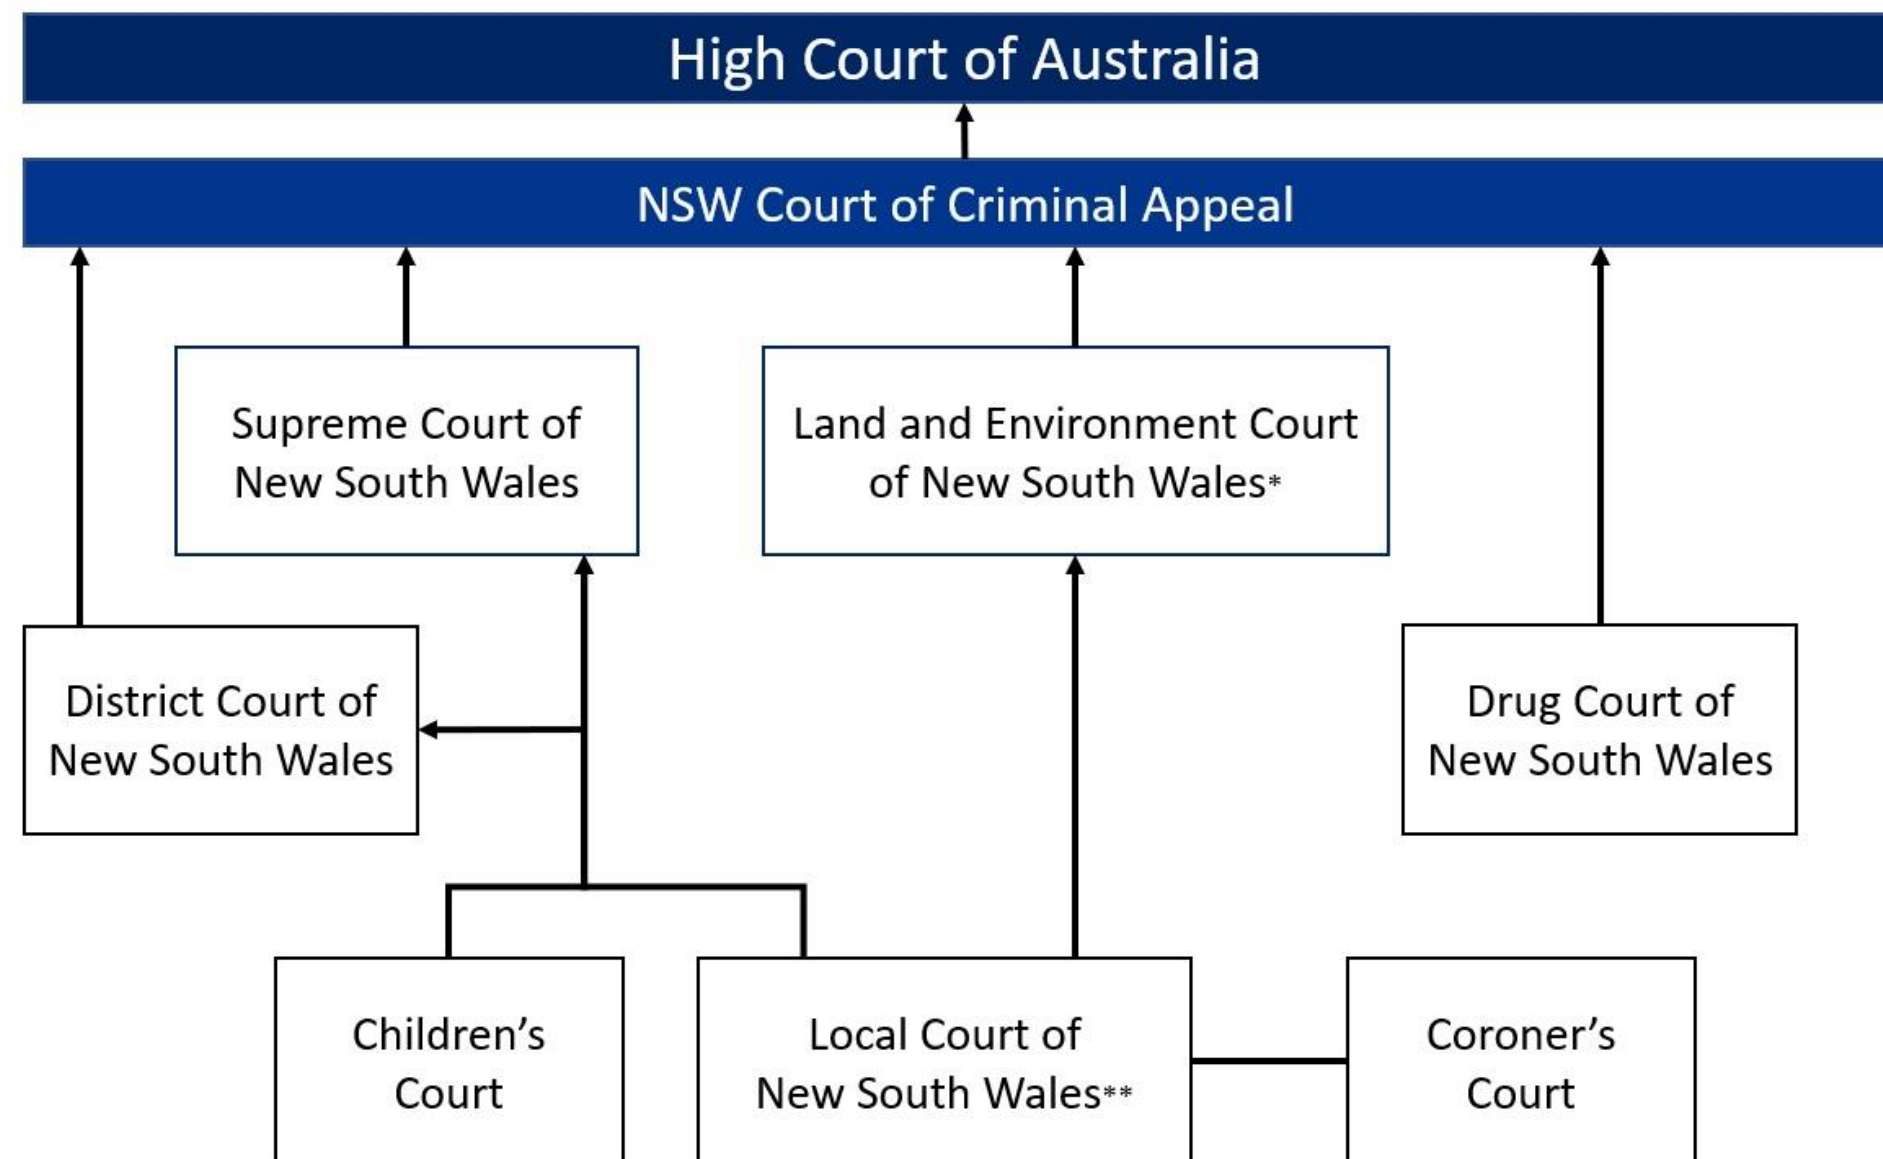 High Court of Australia
NSW Court of Criminal Appeal
Supreme Court of
New South Wales
Land and Environment Court
of New South Wales*
District Court of
New South Wales
Drug Court of
New South Wales
Children’s
Court
Local Court of
New South Wales**
Coroner’s
Court